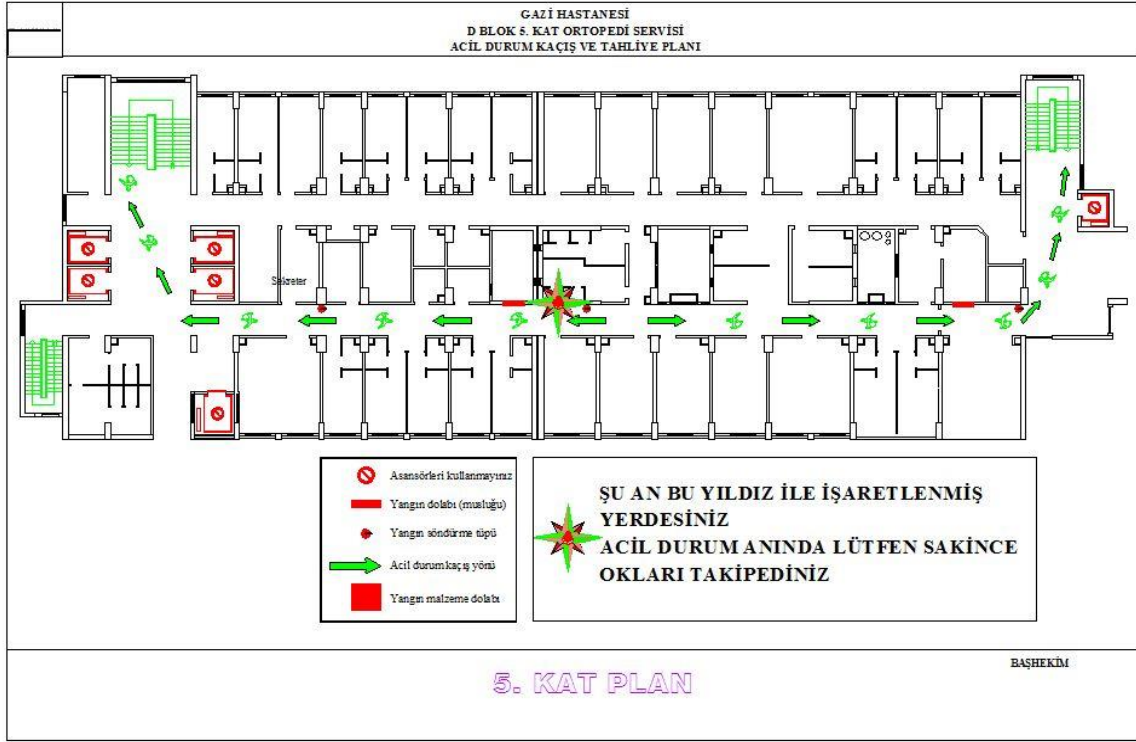 GAZİ HASTANESİ
D BLOK 5. KAT ORTOPEDİ SERVİSİ
ACİL DURUM KAÇIŞ VE TAHLİYE PLANI
Sekreter
Asansörleri kullanmayınız
Yangın dolabı (musluğu)
Yangın söndürme tüpü
Acil durum kaçış yönü
Yangın malzeme dolabı
ŞU AN BU YILDIZ İLE İŞARETLENMİŞ
YERDESİNİZ
ACİL DURUM ANINDA LÜTFEN SAKİNCE
OKLARI TAKİPEDİNİZ
BAŞHEKİM
5. KAT PLAN